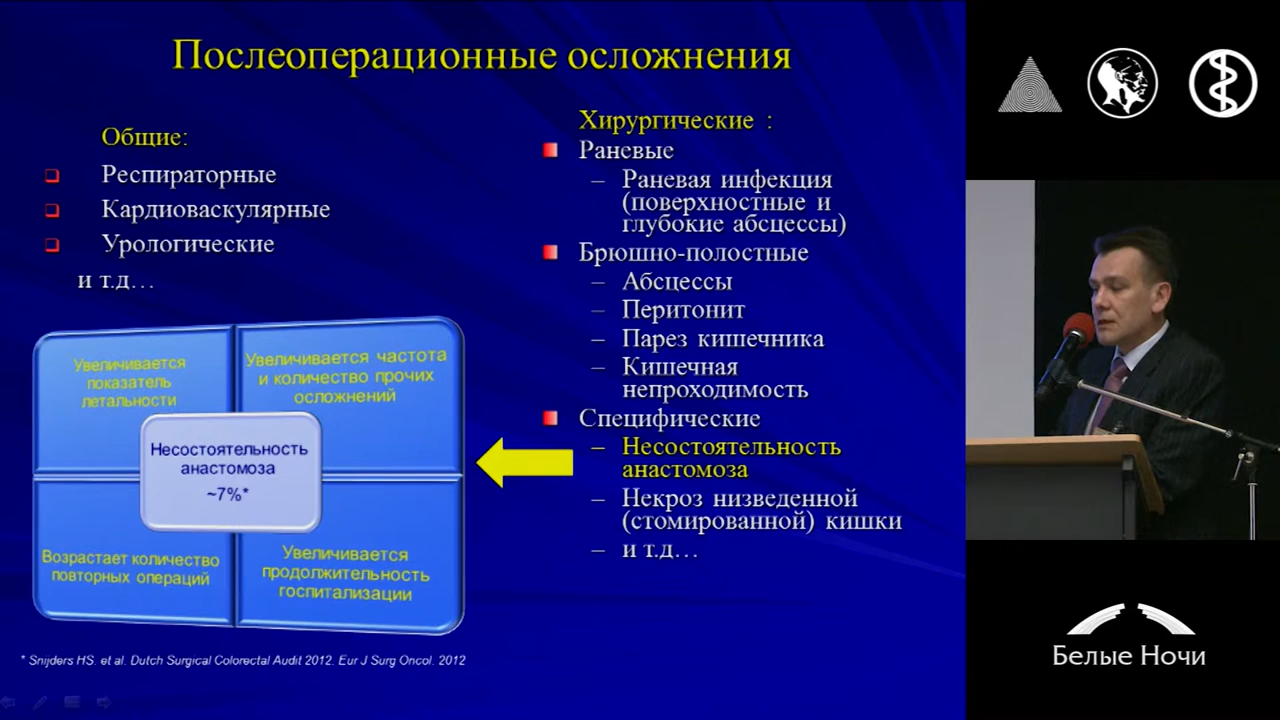 Послеоперационные осложнения
Общие:
Респираторные
Кардиоваскулярные
Урологические
и т.д…
Увеличивается
показатель
летальности
Увеличивается частота
и количество прочих
осложнений
Несостоятельность
анастомоза
~7%*
Возрастает количество
повторных операций
Увеличивается
продолжительность
госпитализации
* Snijders HS. et al. Dutch Surgical Colorectal Audit 2012. Eur J Surg Oncol. 2012
Хирургические :
Раневые
– Раневая инфекция
(поверхностные и
глубокие абсцессы)
Брюшно-полостные
– Абсцессы
– Перитонит
– Парез кишечника
– Кишечная
непроходимость
Специфические
– Несостоятельность
анастомоза
– Некроз низведенной
(стомированной) кишки
– и т.д…
Белые Ночи